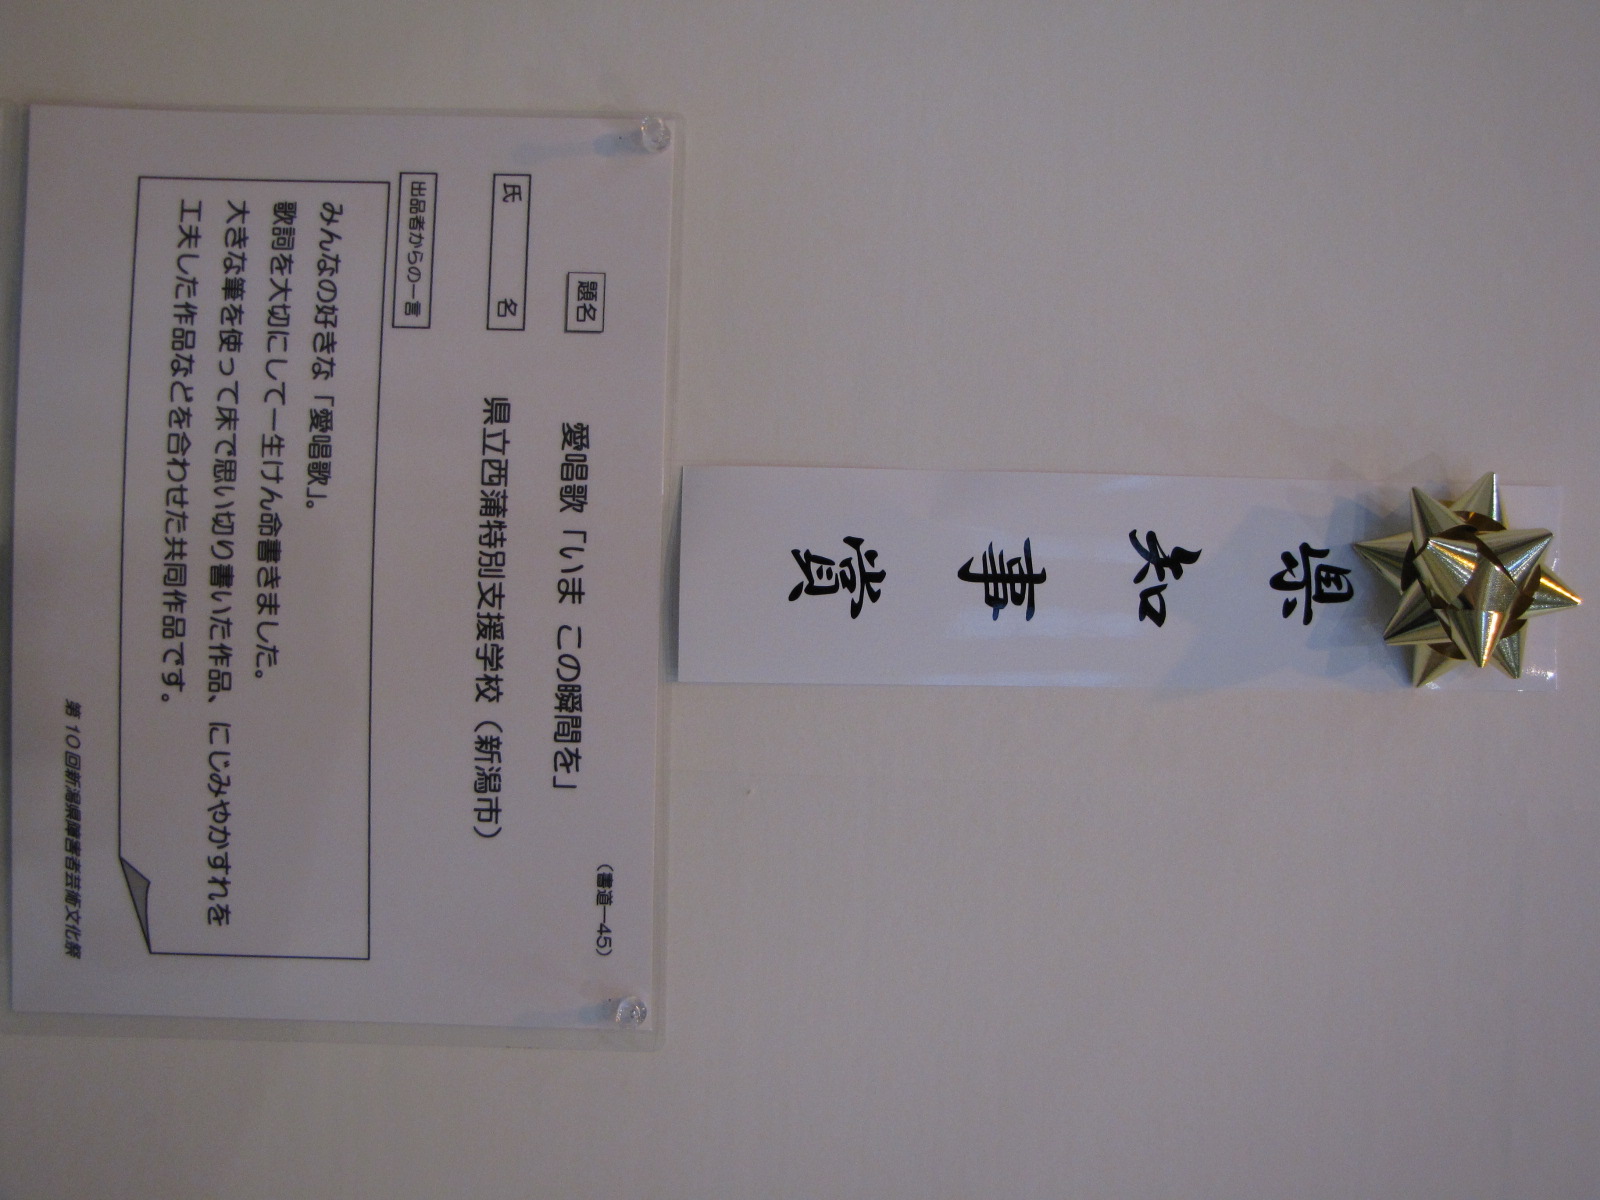 県知事賞
(書道―45)
題名 愛唱歌「いま この瞬間を」
氏名 県立西蒲特別支援学校（新潟市）
出品者からの一言
みんなの好きな「愛唱歌」。
歌詞を大切にして一生けん命書きました。
大きな筆を使って床で思い切り書いた作品、にじみやかすれを
工夫した作品などを合わせた共同作品です。
第10回新潟県障害者芸術文化祭